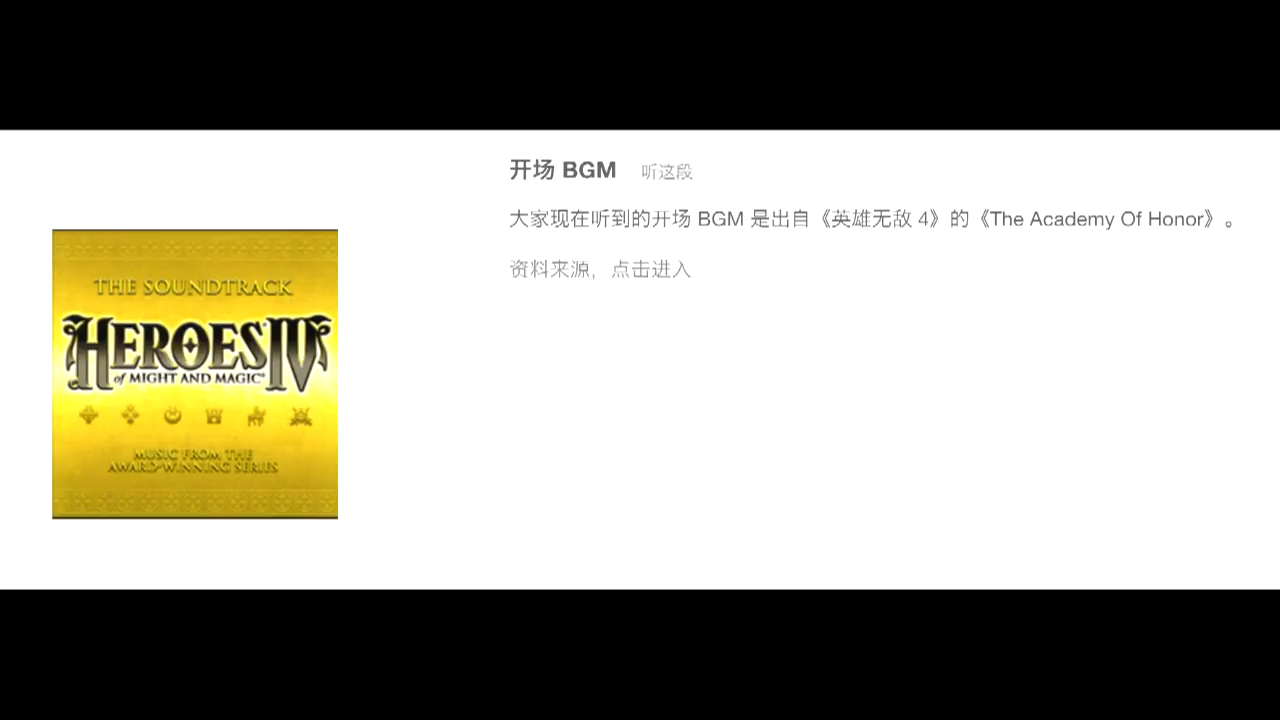 开场 BGM 听这段
大家现在听到的开场 BGM 是出自《英雄无敌 4》的《The Academy Of Honor》。
资料来源，点击进入
THE SOUNDTRACK
HEROES IV
of MIGHT AND MAGIC®
MUSIC FROM THE
AWARD-WINNING SERIES